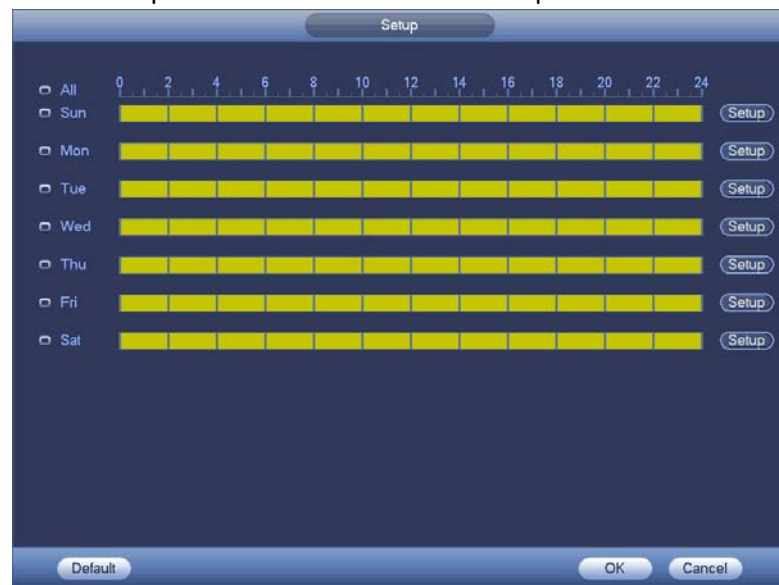 Setup
All 0 2 4 6 8 10 12 14 16 18 20 22 24
Sun Setup
Mon Setup
Tue Setup
Wed Setup
Thu Setup
Fri Setup
Sat Setup
Default OK Cancel